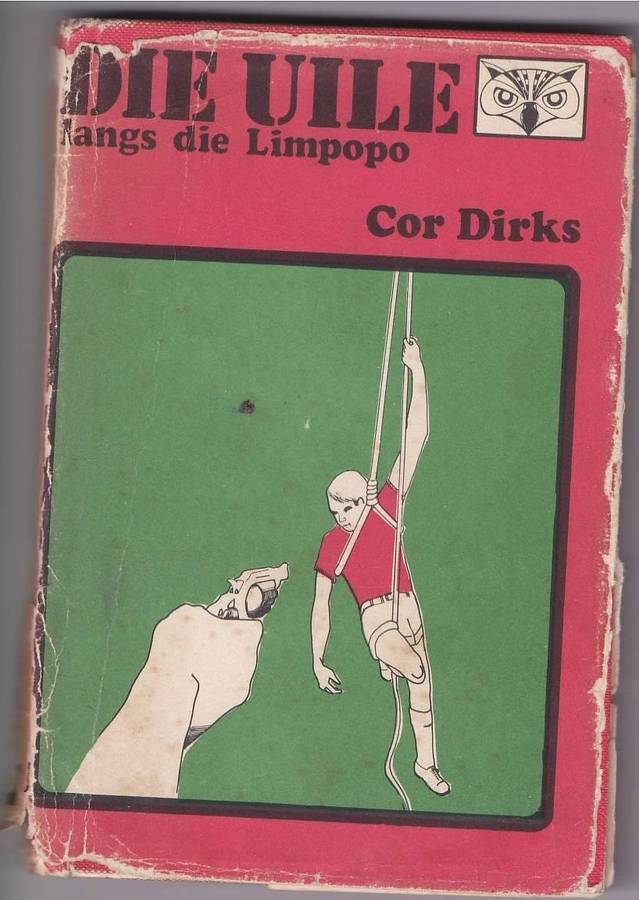 DIE UILE
langs die Limpopo
Cor Dirks